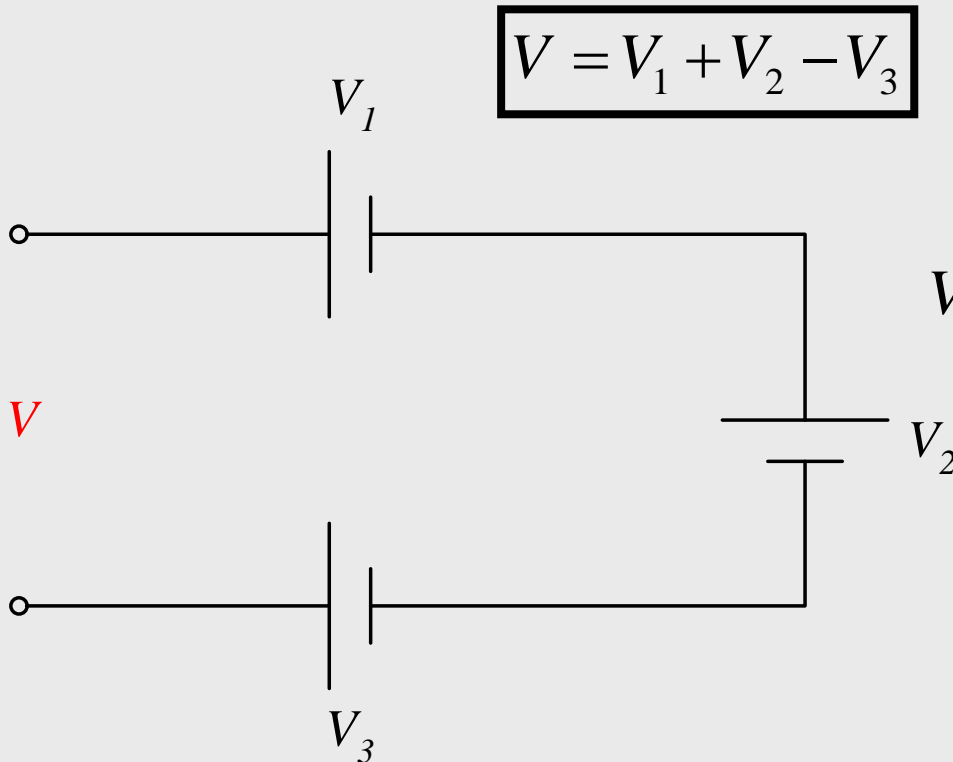 V = V₁ + V₂ − V₃
V₁
V
V
V₂
V₃